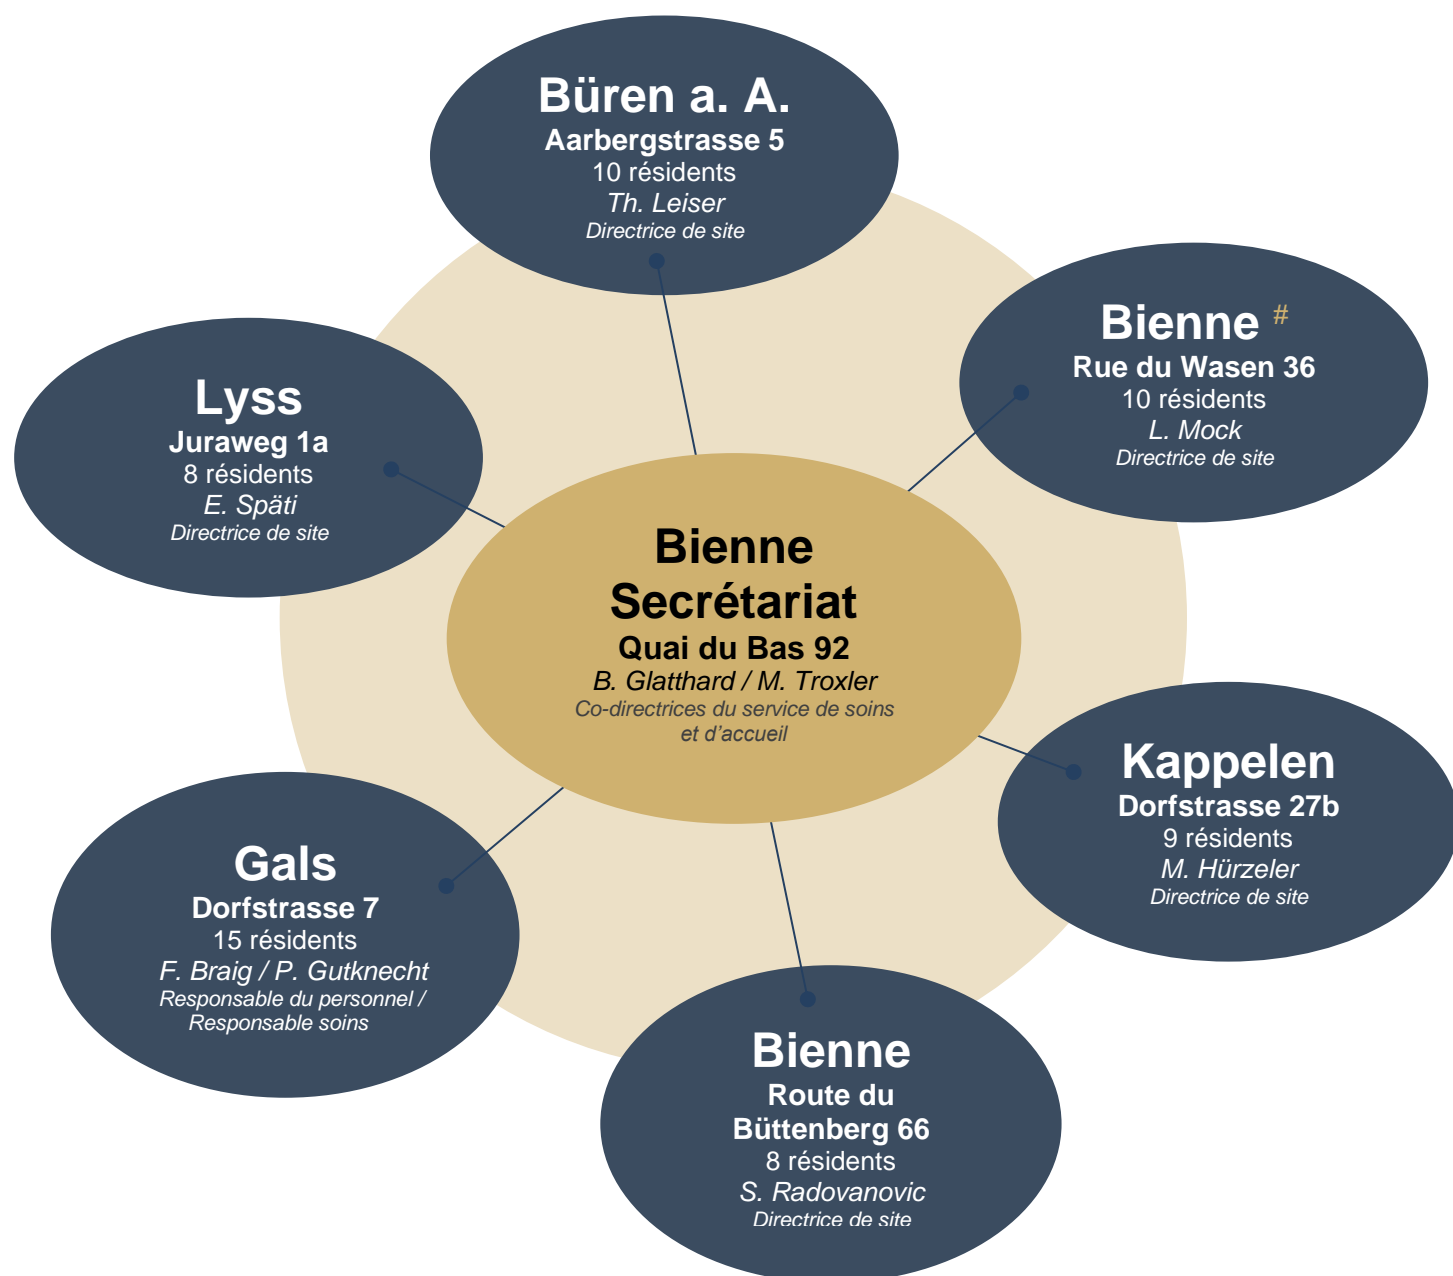 Büren a. A.
Aarbergstrasse 5
10 résidents
Th. Leiser
Directrice de site
Bienne #
Rue du Wasen 36
10 résidents
L. Mock
Directrice de site
Lyss
Juraweg 1a
8 résidents
E. Späti
Directrice de site
Bienne
Secrétariat
Quai du Bas 92
B. Glatthard / M. Troxler
Co-directrices du service de soins
et d’accueil
Kappelen
Dorfstrasse 27b
9 résidents
M. Hürzeler
Directrice de site
Gals
Dorfstrasse 7
15 résidents
F. Braig / P. Gutknecht
Responsable du personnel /
Responsable soins
Bienne
Route du
Büttenberg 66
8 résidents
S. Radovanovic
Directrice de site